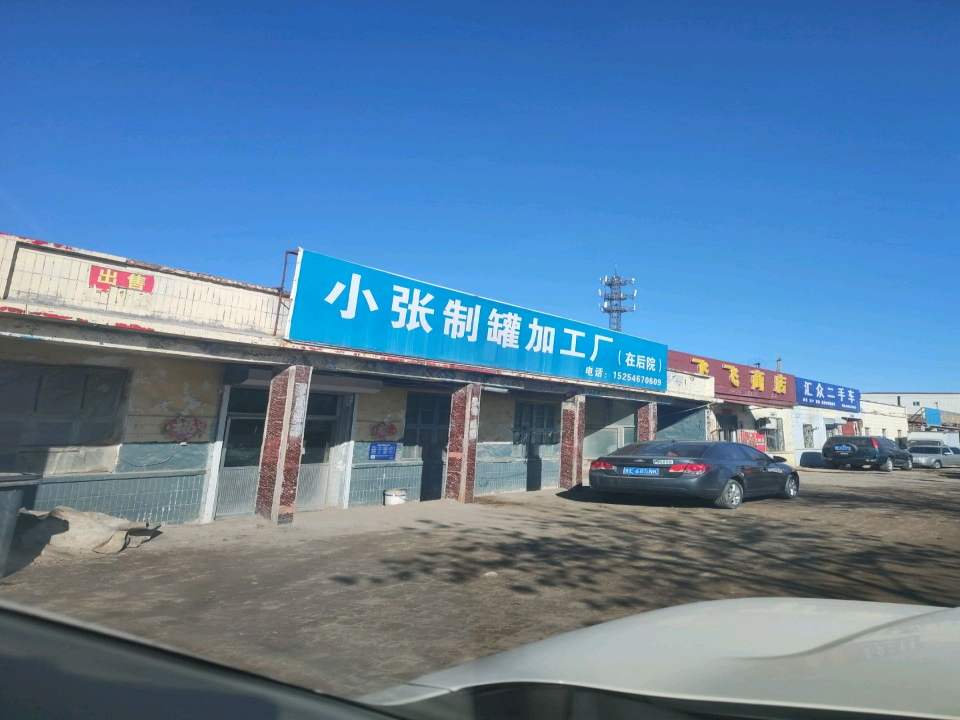 出售
小张制罐加工厂
(在后院)
电话：15254670609
飞飞商店
汇众二手车